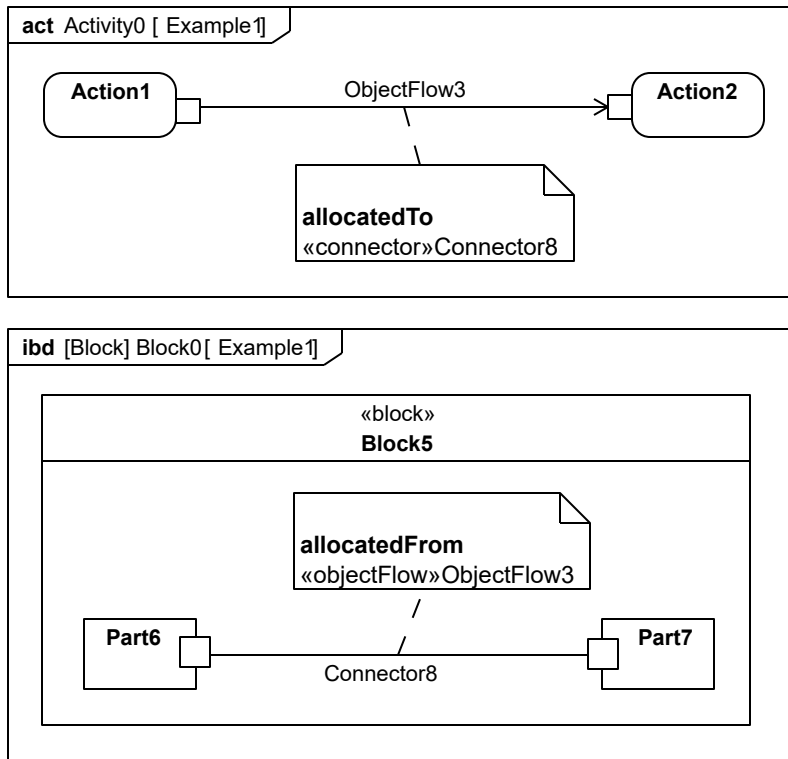 act Activity0 [ Example1]
Action1
ObjectFlow3
Action2
allocatedTo
«connector»Connector8
ibd [Block] Block0[ Example1]
«block»
Block5
allocatedFrom
«objectFlow»ObjectFlow3
Part6
Part7
Connector8